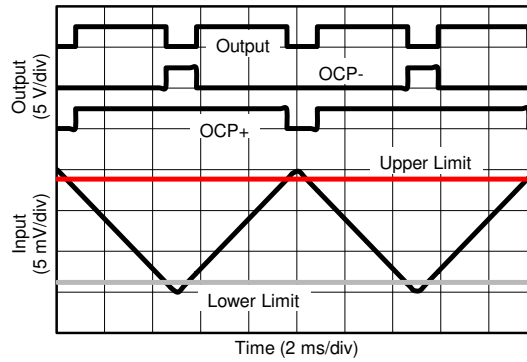 Output
(5 V/div)
Output
OCP-
OCP+
Input
(5 mV/div)
Upper Limit
Lower Limit
Time (2 ms/div)